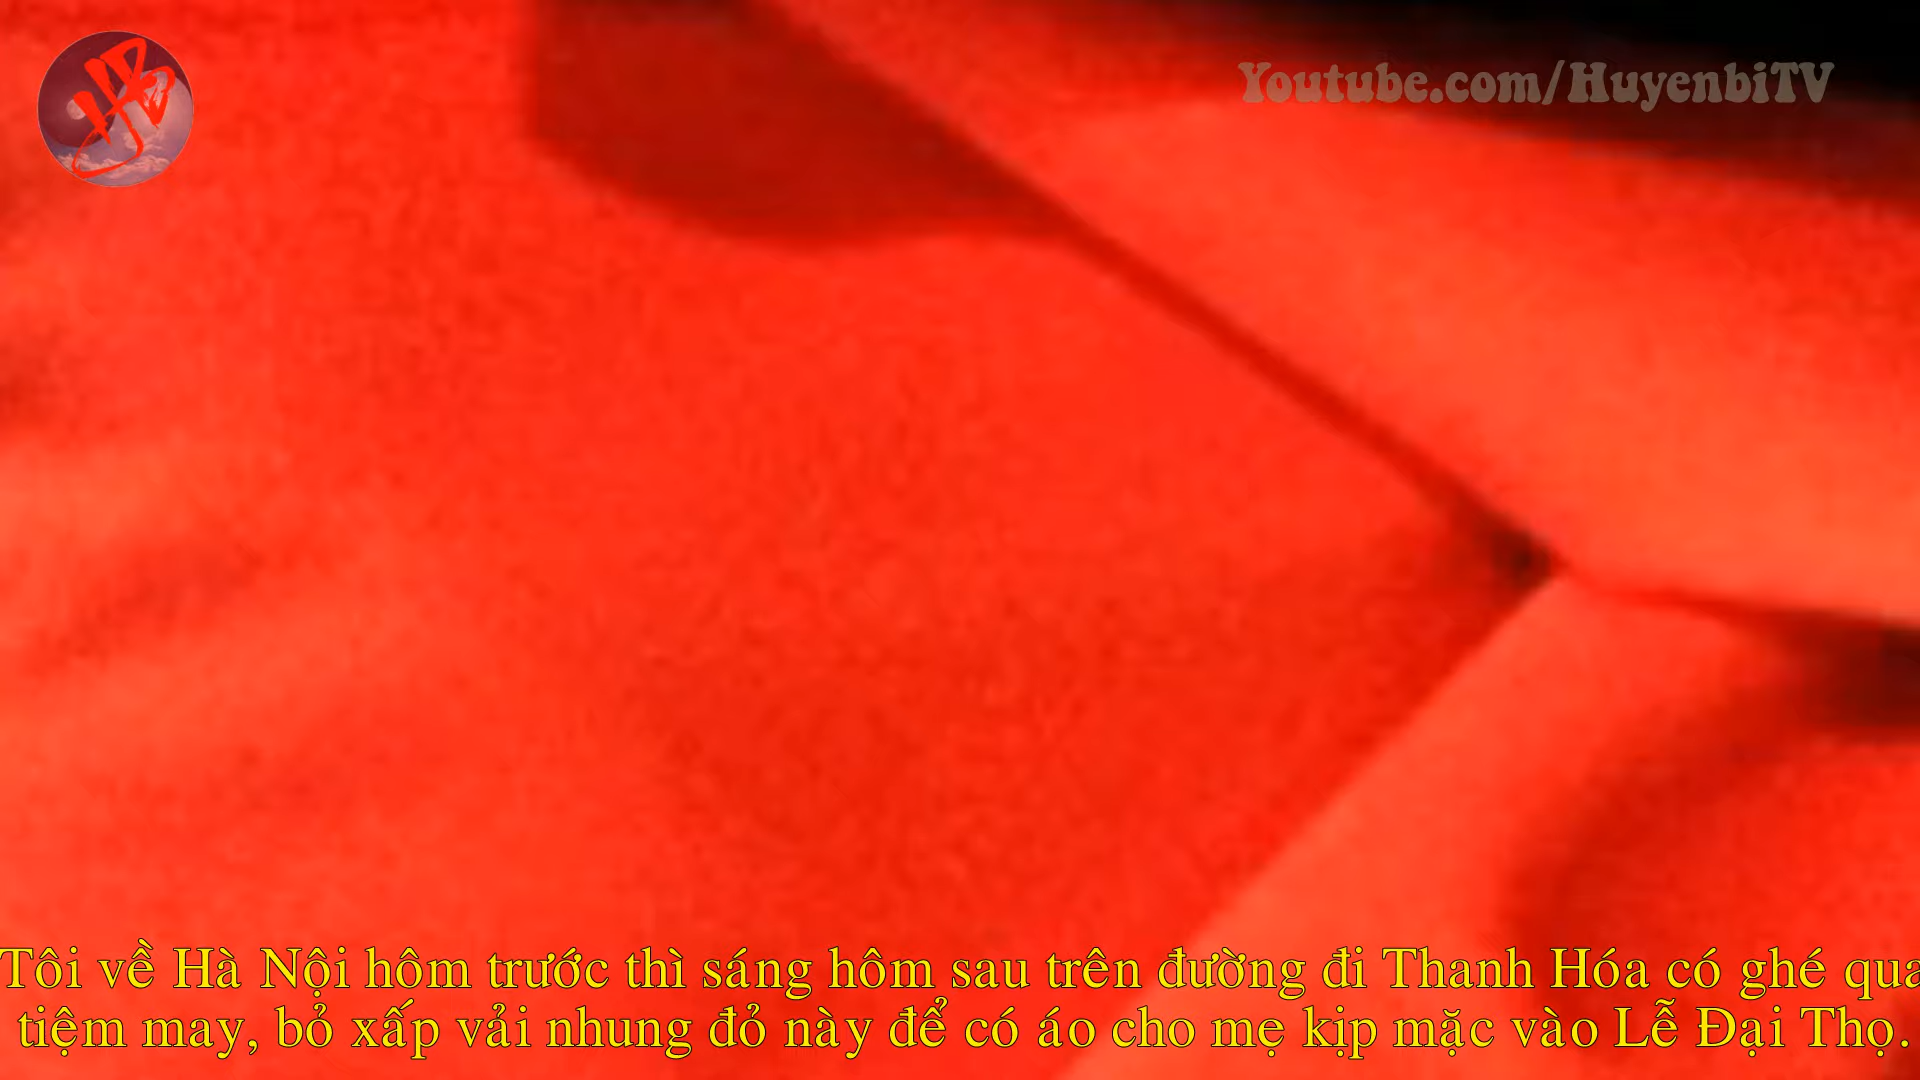 HB
Youtube.com/HuyenbiTV
Tôi về Hà Nội hôm trước thì sáng hôm sau trên đường đi Thanh Hóa có ghé qua
tiệm may, bỏ xấp vải nhung đỏ này để có áo cho mẹ kịp mặc vào Lễ Đại Thọ.